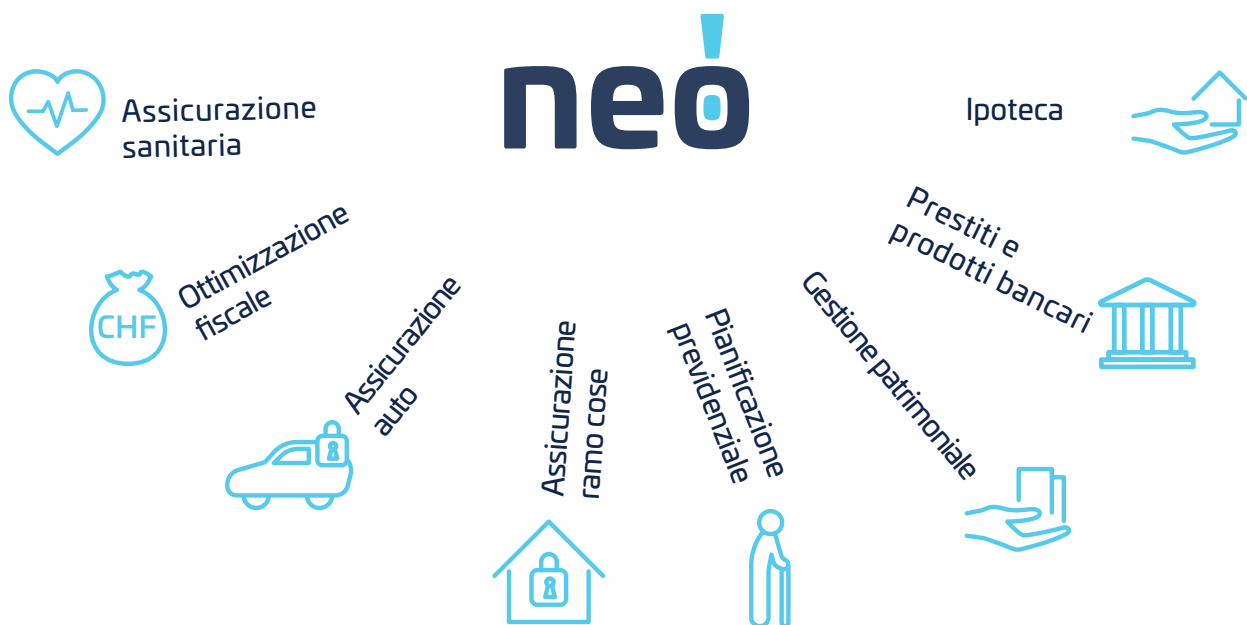 neo
Assicurazione
sanitaria
Ottimizzazione
fiscale
CHF
Assicurazione
auto
Assicurazione
ramo cose
Pianificazione
previdenziale
Gestione patrimoniale
Prestiti e
prodotti bancari
Ipoteca